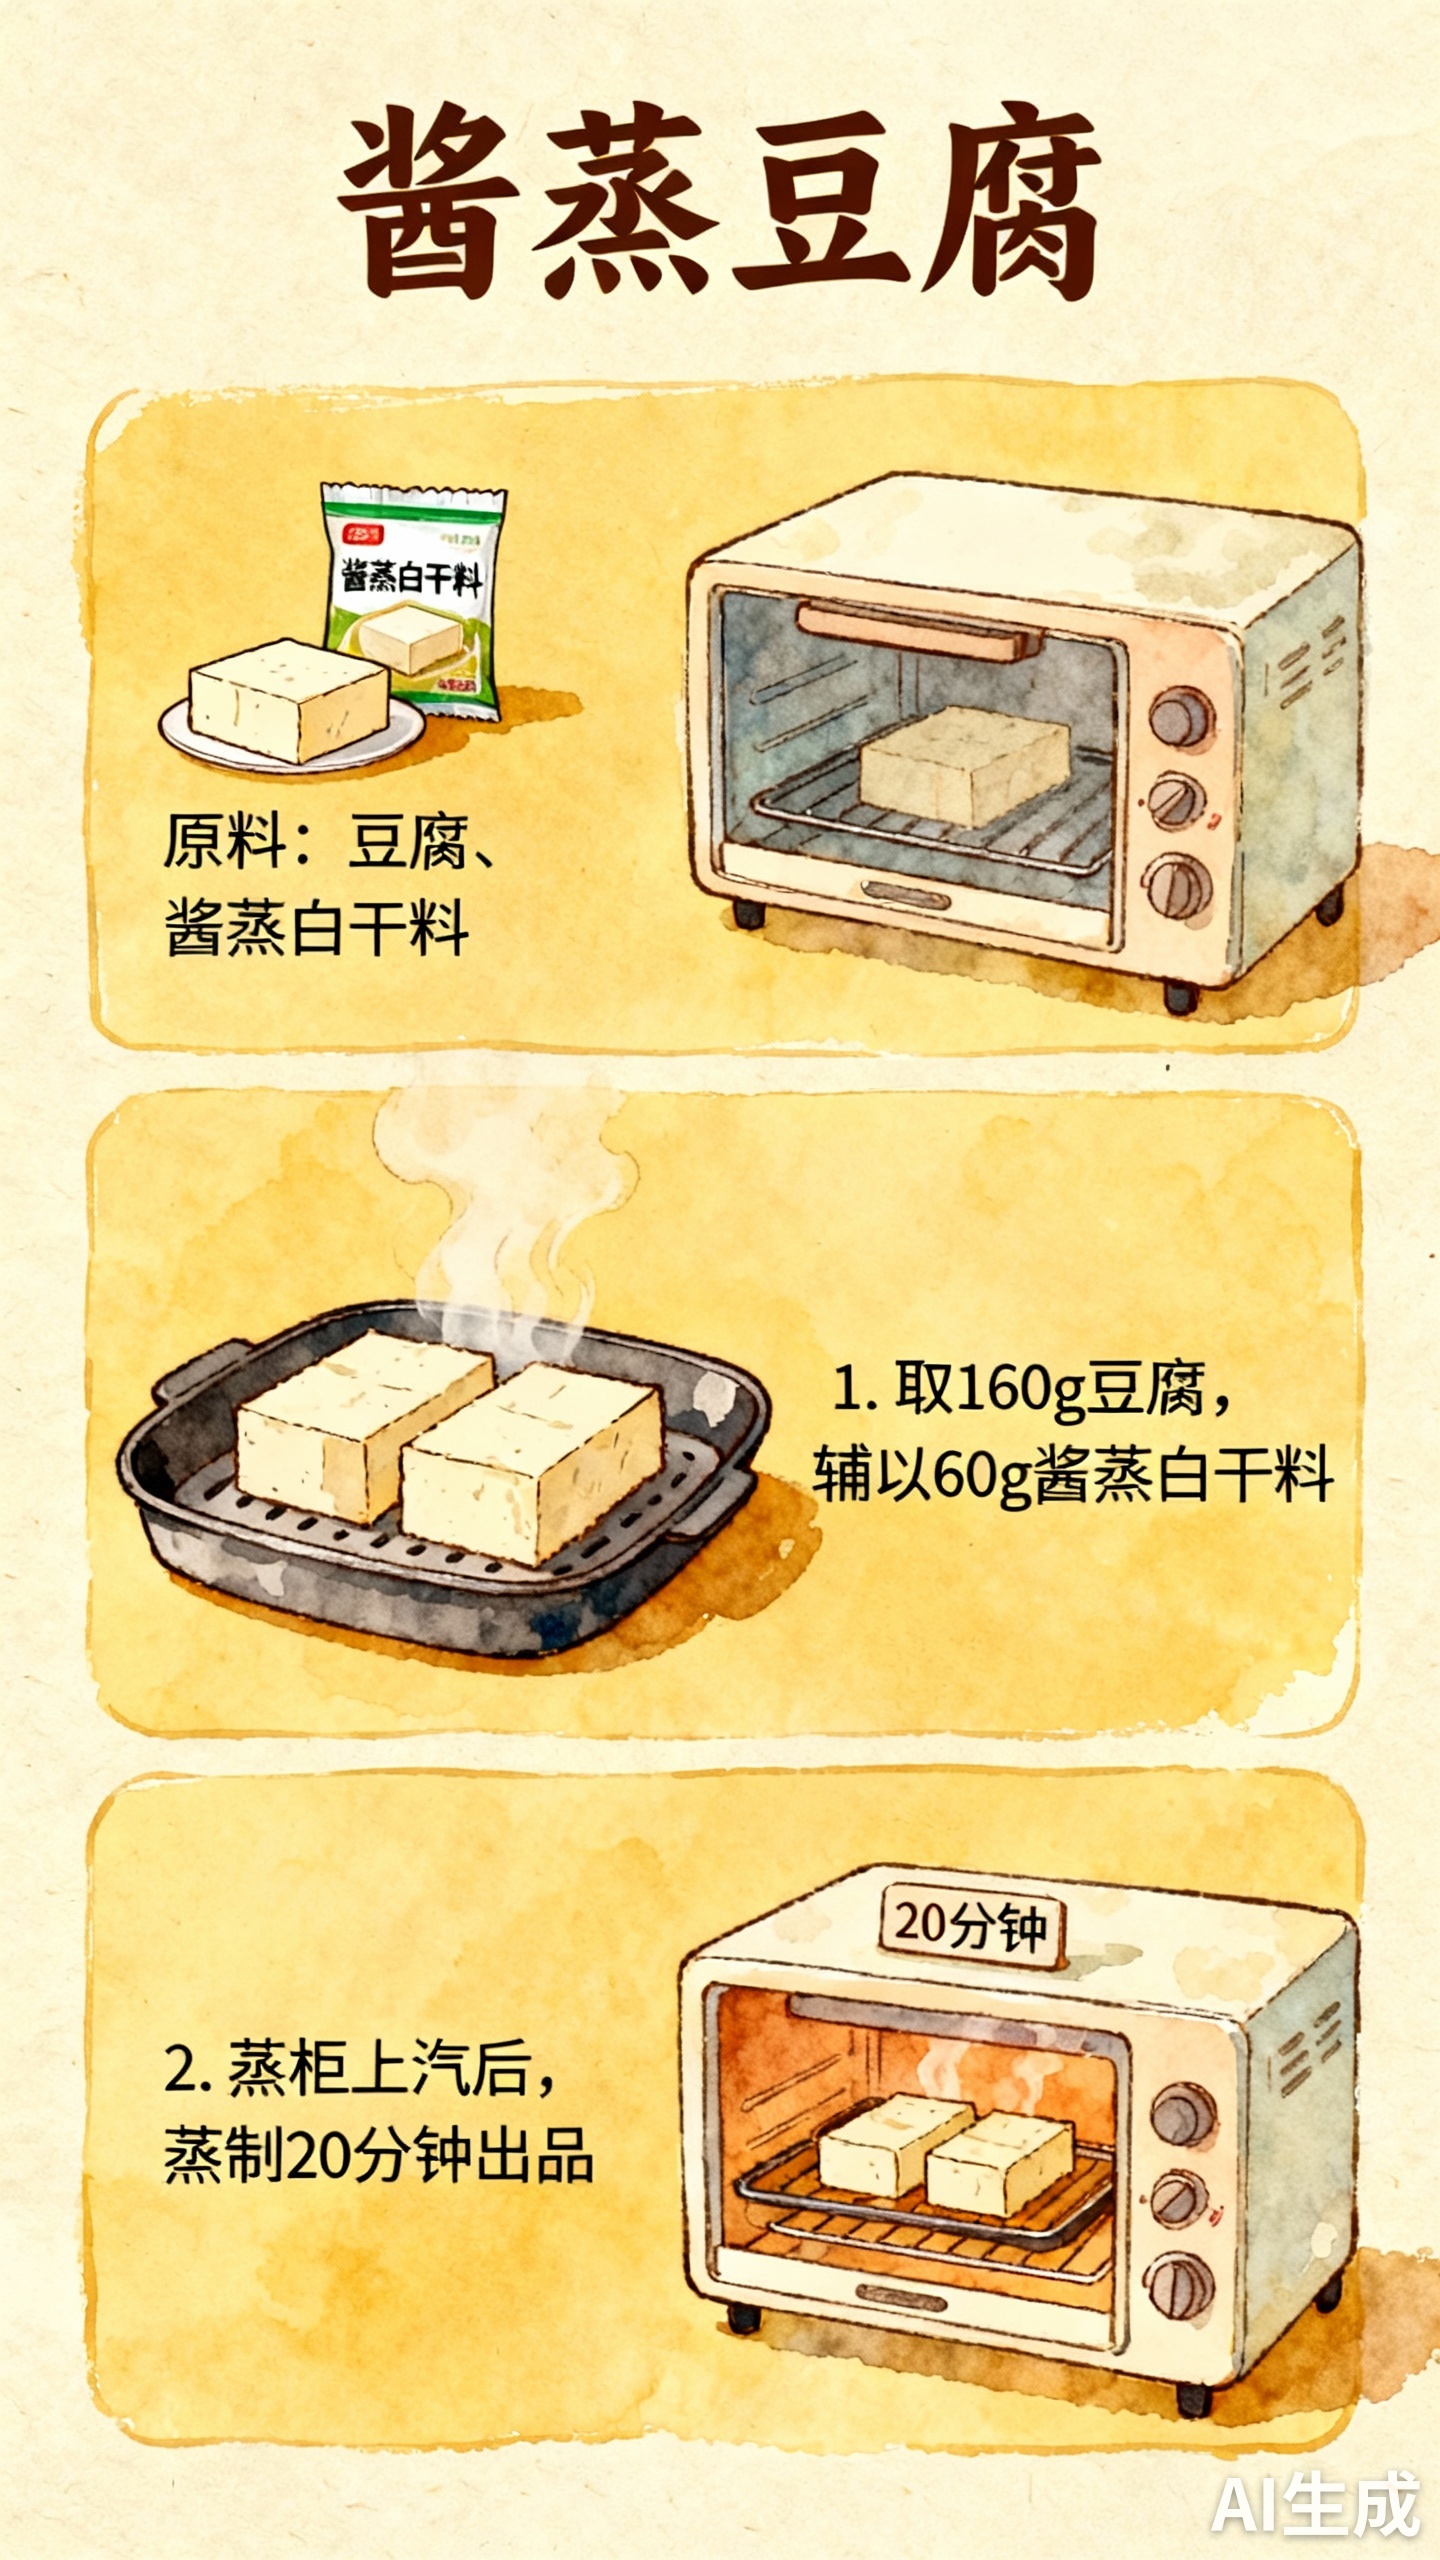 酱蒸豆腐
酱蒸白干料
原料：豆腐、
酱蒸白干料
1. 取160g豆腐，
辅以60g酱蒸白干料
20分钟
2. 蒸柜上汽后，
蒸制20分钟出品
AI生成